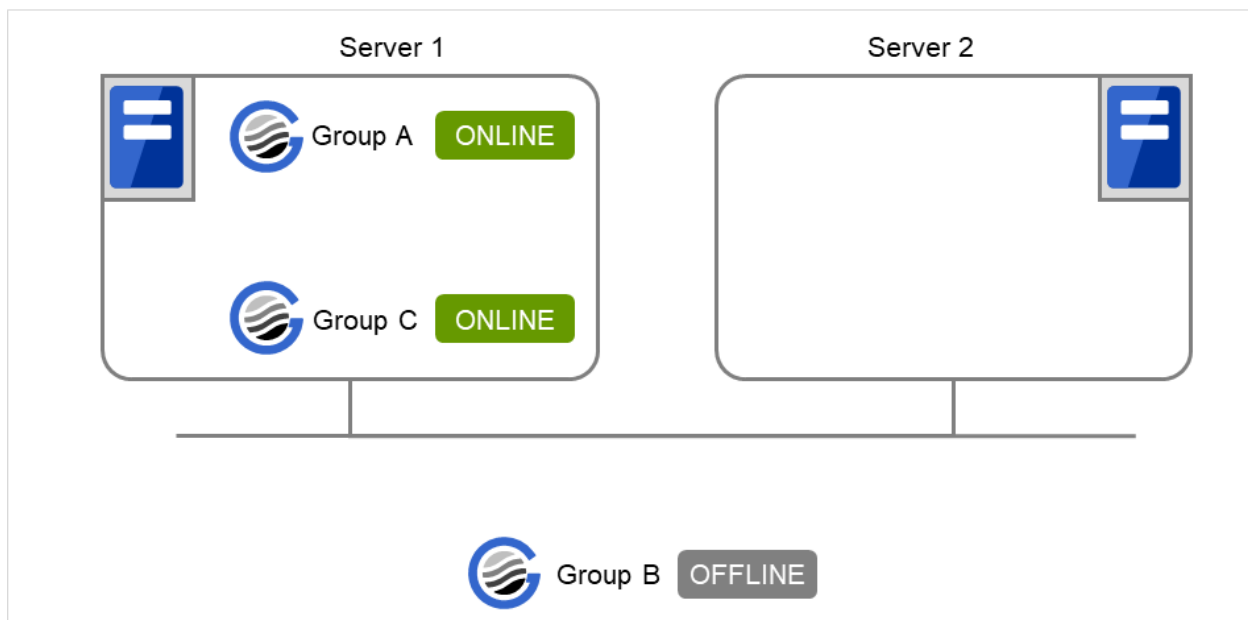 Server 1
Server 2
Group A ONLINE
Group C ONLINE
Group B OFFLINE